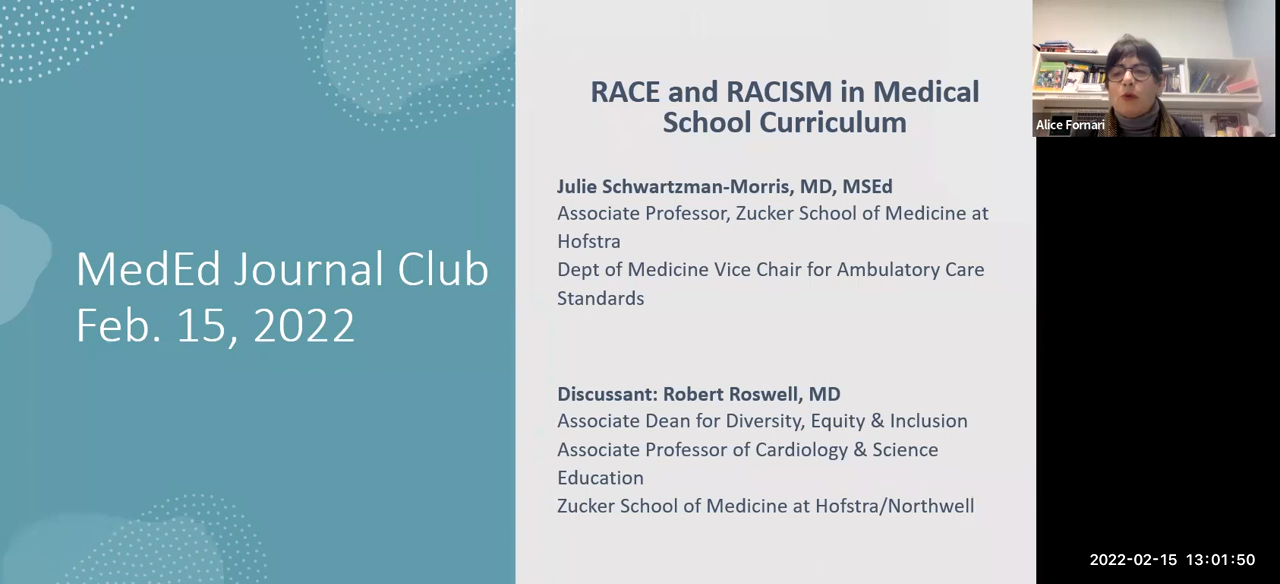 MedEd Journal Club
Feb. 15, 2022
RACE and RACISM in Medical
School Curriculum
Julie Schwartzman-Morris, MD, MSEd
Associate Professor, Zucker School of Medicine at
Hofstra
Dept of Medicine Vice Chair for Ambulatory Care
Standards
Discussant: Robert Roswell, MD
Associate Dean for Diversity, Equity & Inclusion
Associate Professor of Cardiology & Science
Education
Zucker School of Medicine at Hofstra/Northwell
Alice Fornari
2022-02-15 13:01:50